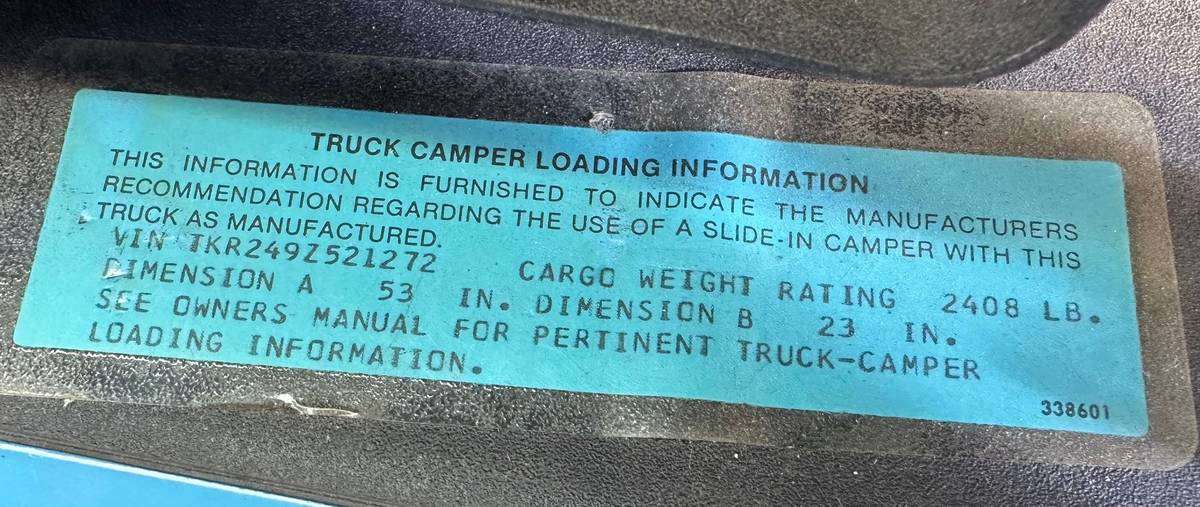 TRUCK CAMPER LOADING INFORMATION
THIS INFORMATION IS FURNISHED TO INDICATE THE MANUFACTURERS
RECOMMENDATION REGARDING THE USE OF A SLIDE-IN CAMPER WITH THIS
TRUCK AS MANUFACTURED.
VIN TKR249Z521272 CARGO WEIGHT RATING 2408 LB.
DIMENSION A 53 IN. DIMENSION B 23 IN.
SEE OWNERS MANUAL FOR PERTINENT TRUCK-CAMPER
LOADING INFORMATION.
338601